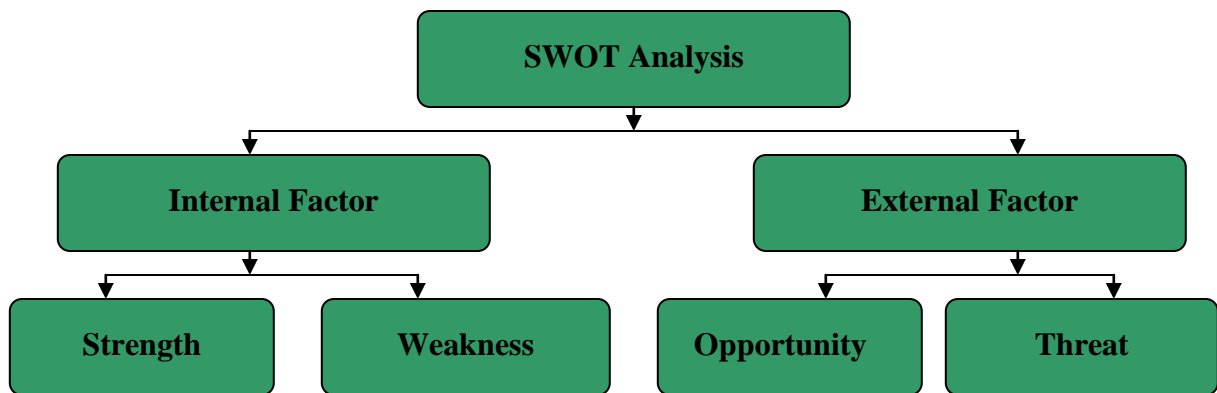 SWOT Analysis
Internal Factor
External Factor
Strength
Weakness
Opportunity
Threat